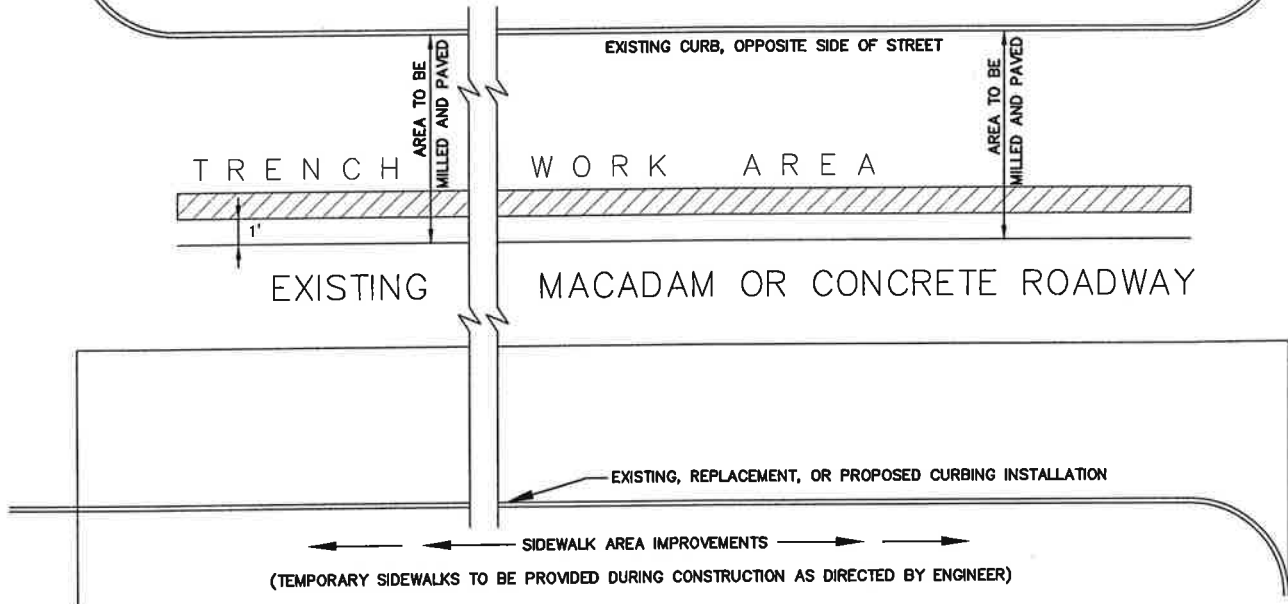 EXISTING CURB, OPPOSITE SIDE OF STREET
AREA TO BE
MILLED AND PAVED
AREA TO BE
MILLED AND PAVED
TRENCH WORK AREA
1'
EXISTING MACADAM OR CONCRETE ROADWAY
EXISTING, REPLACEMENT, OR PROPOSED CURBING INSTALLATION
SIDEWALK AREA IMPROVEMENTS
(TEMPORARY SIDEWALKS TO BE PROVIDED DURING CONSTRUCTION AS DIRECTED BY ENGINEER)